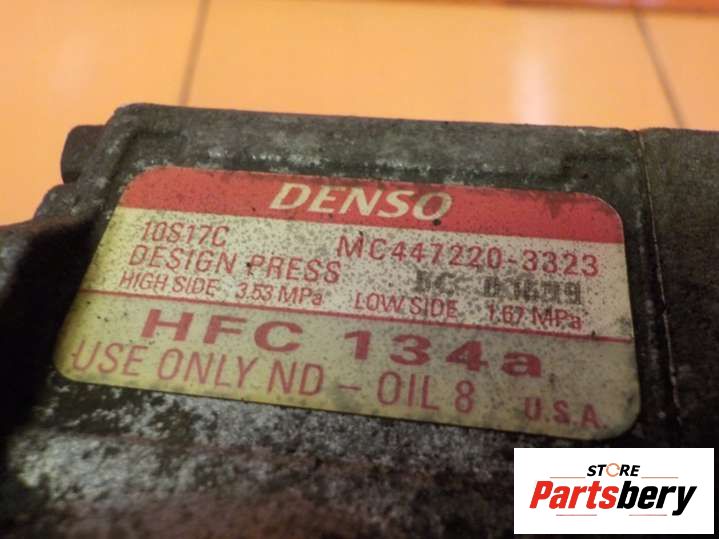 DENSO
10S17C MC447220-3323
DESIGN PRESS
HIGH SIDE 3.53 MPa LOW SIDE 1.67 MPa
HFC 134a
USE ONLY ND-OIL 8 U.S.A.
STORE
Partsbery